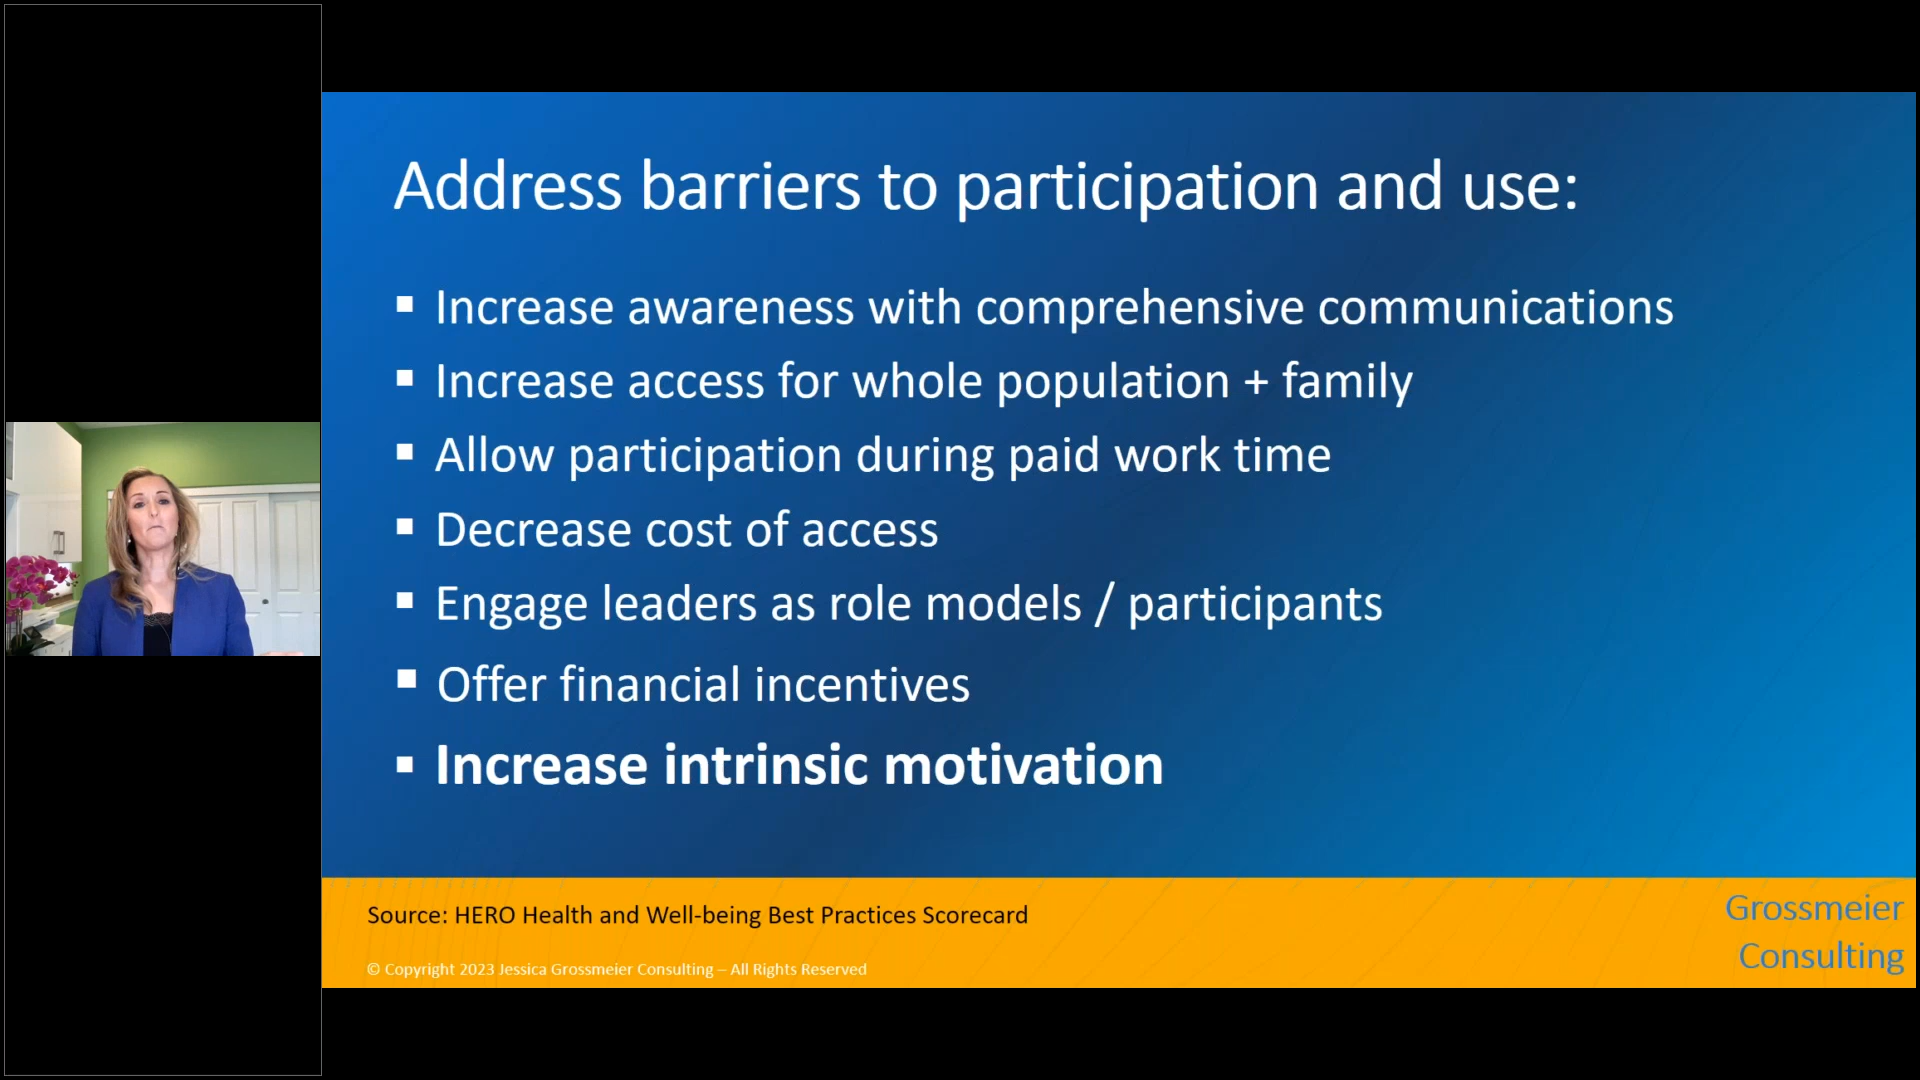 Address barriers to participation and use:
▪ Increase awareness with comprehensive communications
▪ Increase access for whole population + family
▪ Allow participation during paid work time
▪ Decrease cost of access
▪ Engage leaders as role models / participants
▪ Offer financial incentives
▪ Increase intrinsic motivation
Source: HERO Health and Well-being Best Practices Scorecard
© Copyright 2023 Jessica Grossmeier Consulting – All Rights Reserved
Grossmeier
Consulting